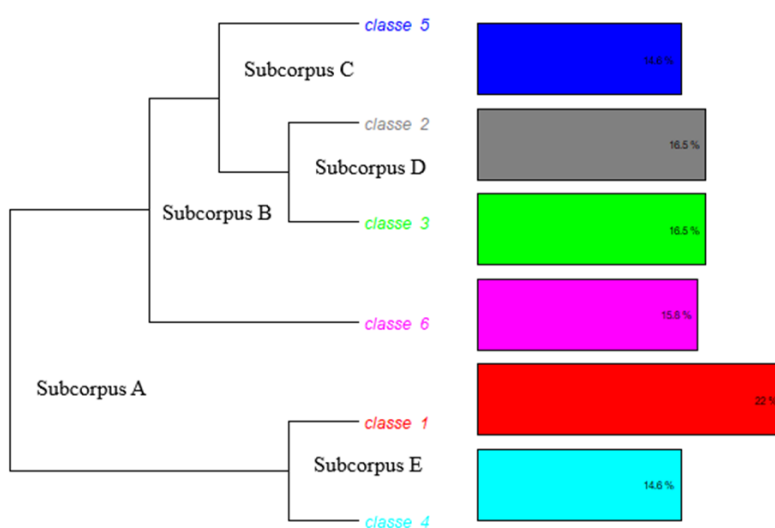 classe 5
14.6 %
Subcorpus C
classe 2
16.5 %
Subcorpus D
Subcorpus B
classe 3
16.5 %
classe 6
15.8 %
Subcorpus A
classe 1
22 %
Subcorpus E
14.6 %
classe 4